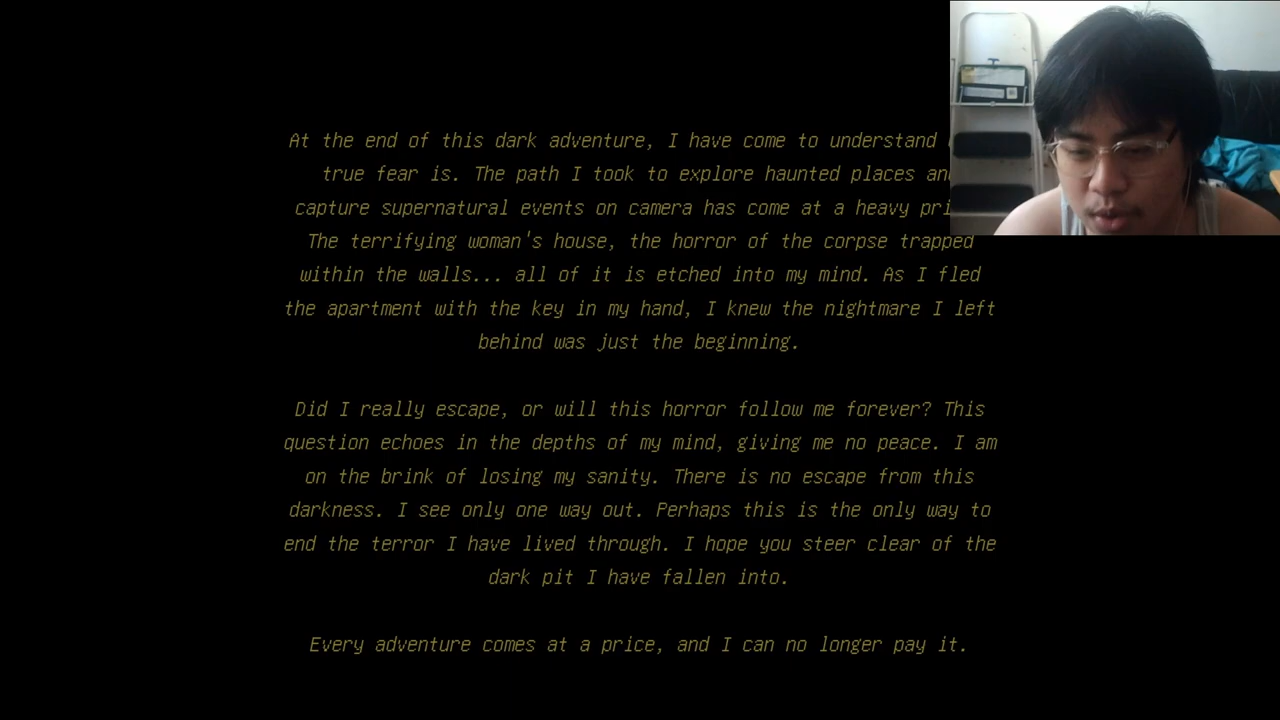 At the end of this dark adventure, I have come to understand
true fear is. The path I took to explore haunted places and
capture supernatural events on camera has come at a heavy
The terrifying woman's house, the horror of the corpse trapped
within the walls... all of it is etched into my mind. As I fled
the apartment with the key in my hand, I knew the nightmare I left
behind was just the beginning.
Did I really escape, or will this horror follow me forever? This
question echoes in the depths of my mind, giving me no peace. I am
on the brink of losing my sanity. There is no escape from this
darkness. I see only one way out. Perhaps this is the only way to
end the terror I have lived through. I hope you steer clear of the
dark pit I have fallen into.
Every adventure comes at a price, and I can no longer pay it.